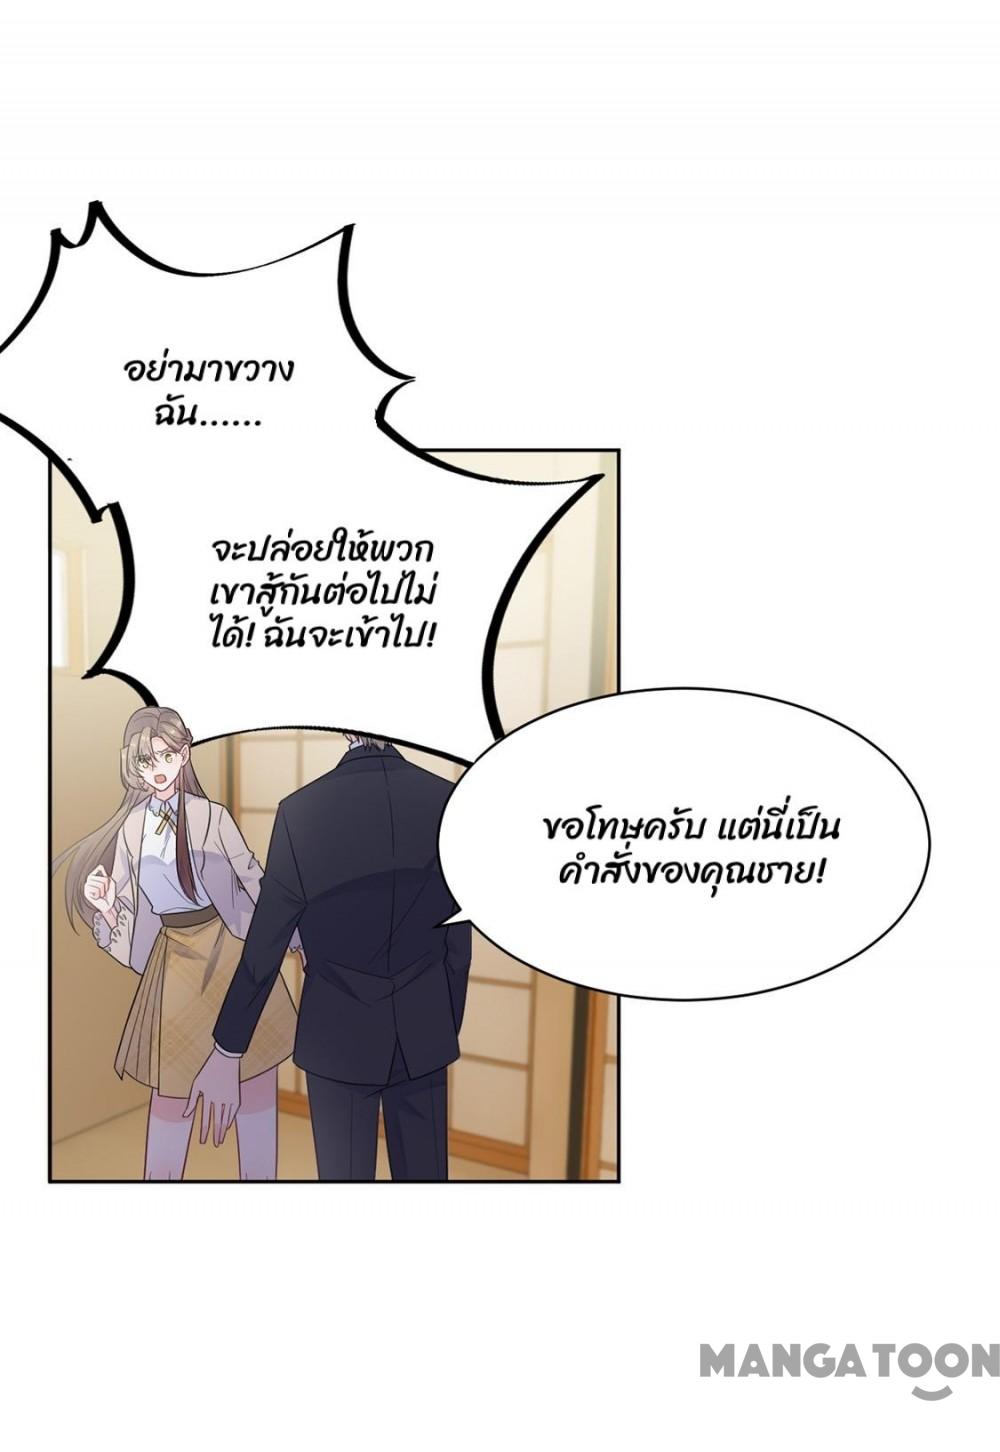 อย่ามาขวาง
ฉัน......
จะปล่อยให้พวก
เขาสู้กันต่อไปไม่
ได้! ฉันจะเข้าไป!
ขอโทษครับ แต่นี่เป็น
คำสั่งของคุณชาย!
MANGATOON